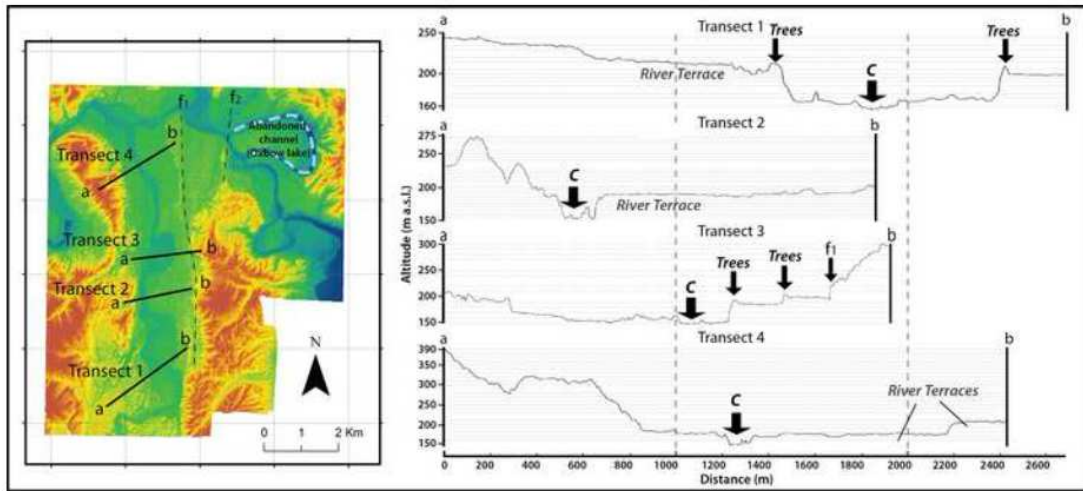 f1
f2
b
Abandoned
channel
(Oxbow lake)
Transect 4
a
Transect 3
b
a
Transect 2
b
a
Transect 1
b
a
N
0 1 2 Km
Altitude (m a.s.l.)
a
Transect 1
b
250
200
160
Trees
Trees
River Terrace
C
Transect 2
a
b
275
250
200
150
C
River Terrace
Transect 3
a
b
300
250
200
150
C
Trees
Trees
f1
Transect 4
a
b
390
350
300
250
200
150
C
River Terraces
0 200 400 600 800 1000 1200 1400 1600 1800 2000 2200 2400 2600
Distance (m)